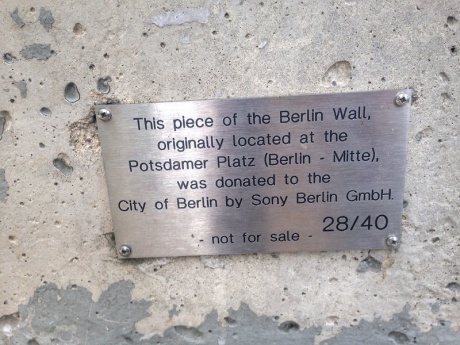 This piece of the Berlin Wall,
originally located at the
Potsdamer Platz (Berlin - Mitte),
was donated to the
City of Berlin by Sony Berlin GmbH.
28/40
- not for sale -